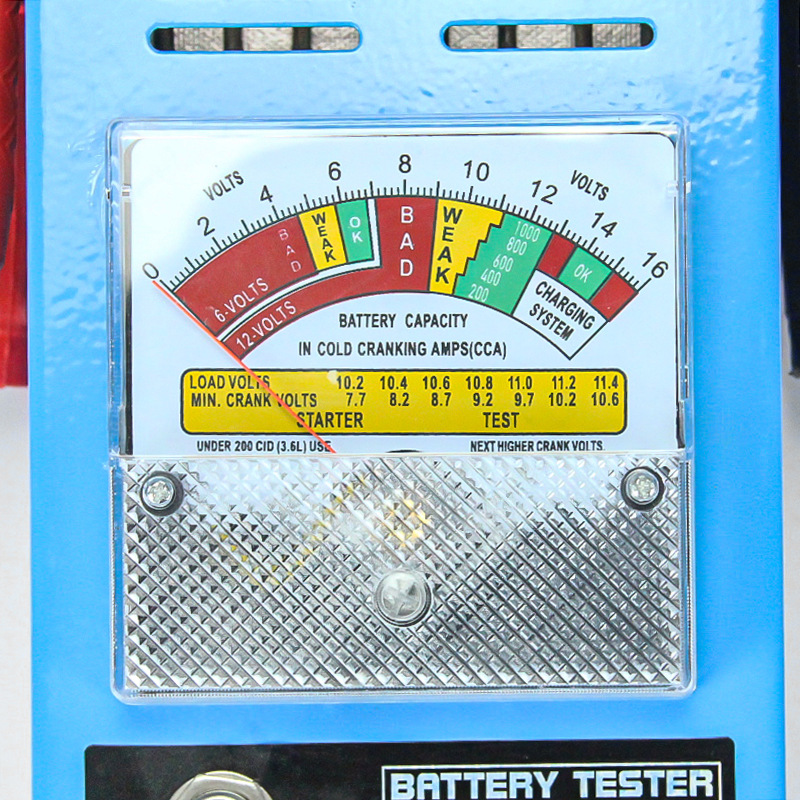 VOLTS VOLTS
0 2 4 6 8 10 12 14 16
BAD WEAK OK BAD WEAK 1000 OK
800
600
400
200
6-VOLTS
12-VOLTS
CHARGING
SYSTEM
BATTERY CAPACITY
IN COLD CRANKING AMPS(CCA)
LOAD VOLTS 10.2 10.4 10.6 10.8 11.0 11.2 11.4
MIN. CRANK VOLTS 7.7 8.2 8.7 9.2 9.7 10.2 10.6
STARTER TEST
UNDER 200 CID (3.6L) USE NEXT HIGHER CRANK VOLTS.
BATTERY TESTER